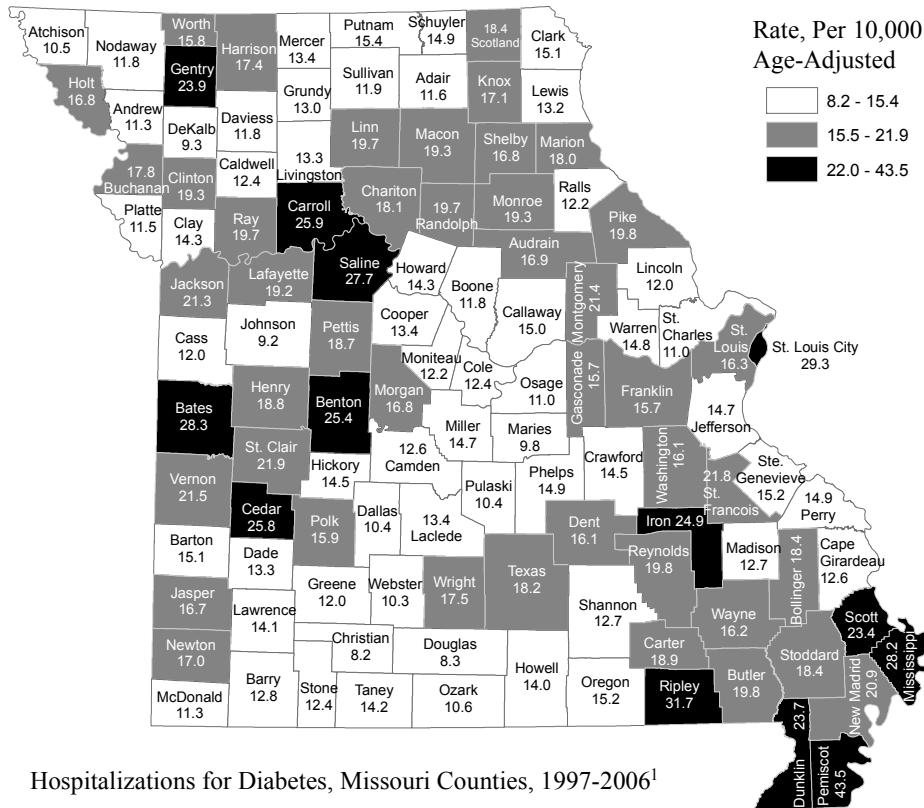 Rate, Per 10,000
Age-Adjusted
8.2 - 15.4
15.5 - 21.9
22.0 - 43.5
Atchison
10.5
Nodaway
11.8
Worth
15.8
Harrison
17.4
Mercer
13.4
Putnam
15.4
Schuyler
14.9
18.4
Scotland
Clark
15.1
Holt
16.8
Andrew
11.3
Gentry
23.9
Grundy
13.0
Sullivan
11.9
Adair
11.6
Knox
17.1
Lewis
13.2
DeKalb
9.3
Daviess
11.8
Linn
19.7
Macon
19.3
Shelby
16.8
Marion
18.0
17.8
Buchanan
Clinton
19.3
Caldwell
12.4
13.3
Livingston
Chariton
18.1
19.7
Randolph
Monroe
19.3
Ralls
12.2
Platte
11.5
Clay
14.3
Ray
19.7
Carroll
25.9
Pike
19.8
Audrain
16.9
Jackson
21.3
Lafayette
19.2
Saline
27.7
Howard
14.3
Boone
11.8
Callaway
15.0
Montgomery
21.4
Lincoln
12.0
Cass
12.0
Johnson
9.2
Pettis
18.7
Cooper
13.4
Moniteau
12.2
Cole
12.4
Osage
11.0
Gasconade
15.7
Warren
14.8
St.
Charles
11.0
St.
Louis
16.3
St. Louis City
29.3
Bates
28.3
Henry
18.8
Benton
25.4
Morgan
16.8
Miller
14.7
Maries
9.8
Franklin
15.7
14.7
Jefferson
St. Clair
21.9
Hickory
14.5
12.6
Camden
Pulaski
10.4
Phelps
14.9
Crawford
14.5
Washington
16.1
21.8
St.
Francois
Ste.
Genevieve
15.2
14.9
Perry
Vernon
21.5
Cedar
25.8
Polk
15.9
Dallas
10.4
13.4
Laclede
Dent
16.1
Iron 24.9
Madison
12.7
Bollinger 18.4
Cape
Girardeau
12.6
Barton
15.1
Dade
13.3
Greene
12.0
Webster
10.3
Wright
17.5
Texas
18.2
Reynolds
19.8
Jasper
16.7
Lawrence
14.1
Christian
8.2
Douglas
8.3
Shannon
12.7
Wayne
16.2
Scott
23.4
28.2
Mississippi
Newton
17.0
Howell
14.0
Carter
18.9
Stoddard
18.4
McDonald
11.3
Barry
12.8
Stone
12.4
Taney
14.2
Ozark
10.6
Oregon
15.2
Ripley
31.7
Butler
19.8
New Madrid
20.9
Dunklin
23.7
Pemiscot
43.5
Hospitalizations for Diabetes, Missouri Counties, 1997-2006¹